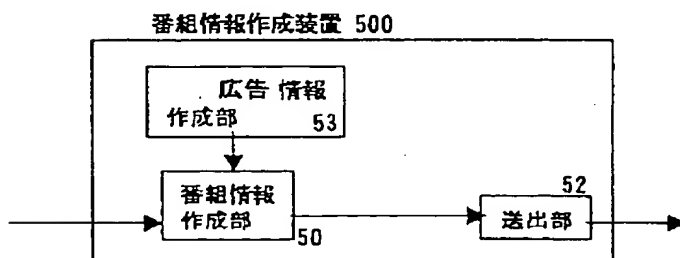 番組情報作成装置 500
広告 情報
作成部 53
番組情報
作成部 50
52
送出部